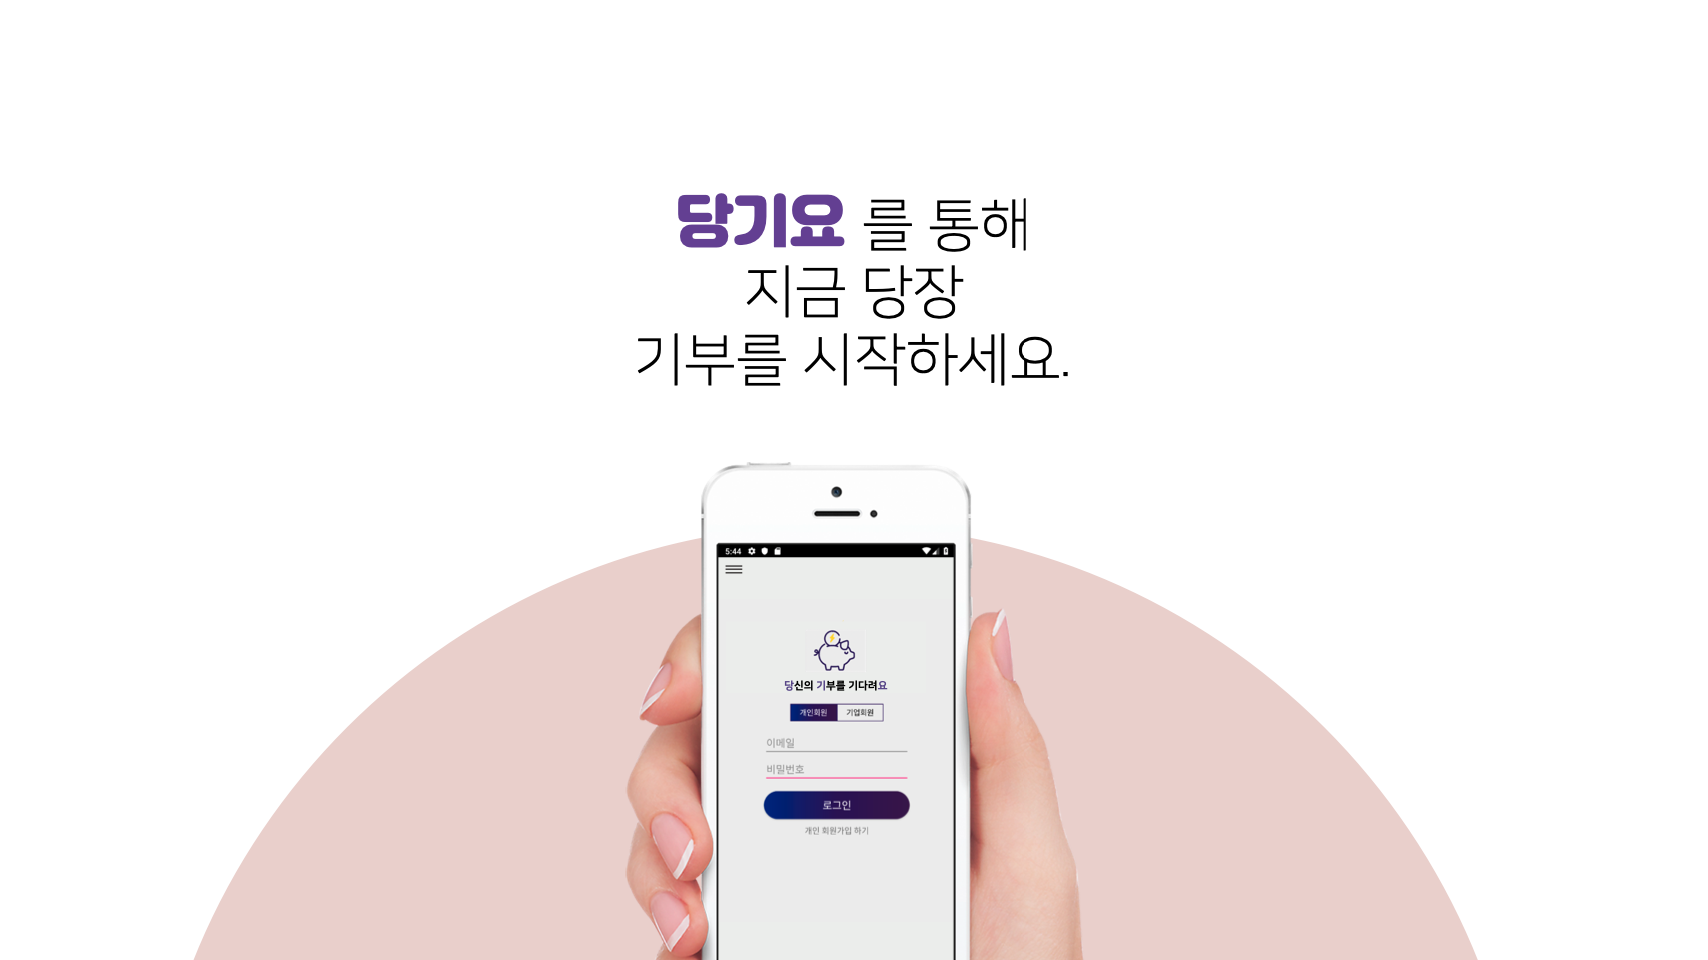 당기요 를 통해
지금 당장
기부를 시작하세요.
5:44
당신의 기부를 기다려요
개인회원 기업회원
이메일
비밀번호
로그인
개인 회원가입 하기